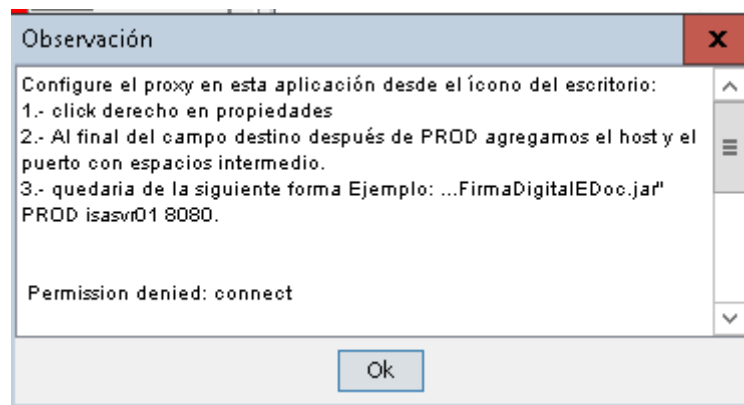 Observación
Configure el proxy en esta aplicación desde el ícono del escritorio:
1.- click derecho en propiedades
2.- Al final del campo destino después de PROD agregamos el host y el
puerto con espacios intermedio.
3.- quedaria de la siguiente forma Ejemplo: ...FirmaDigitalEDoc.jar"
PROD isasvr01 8080.
Permission denied: connect
Ok